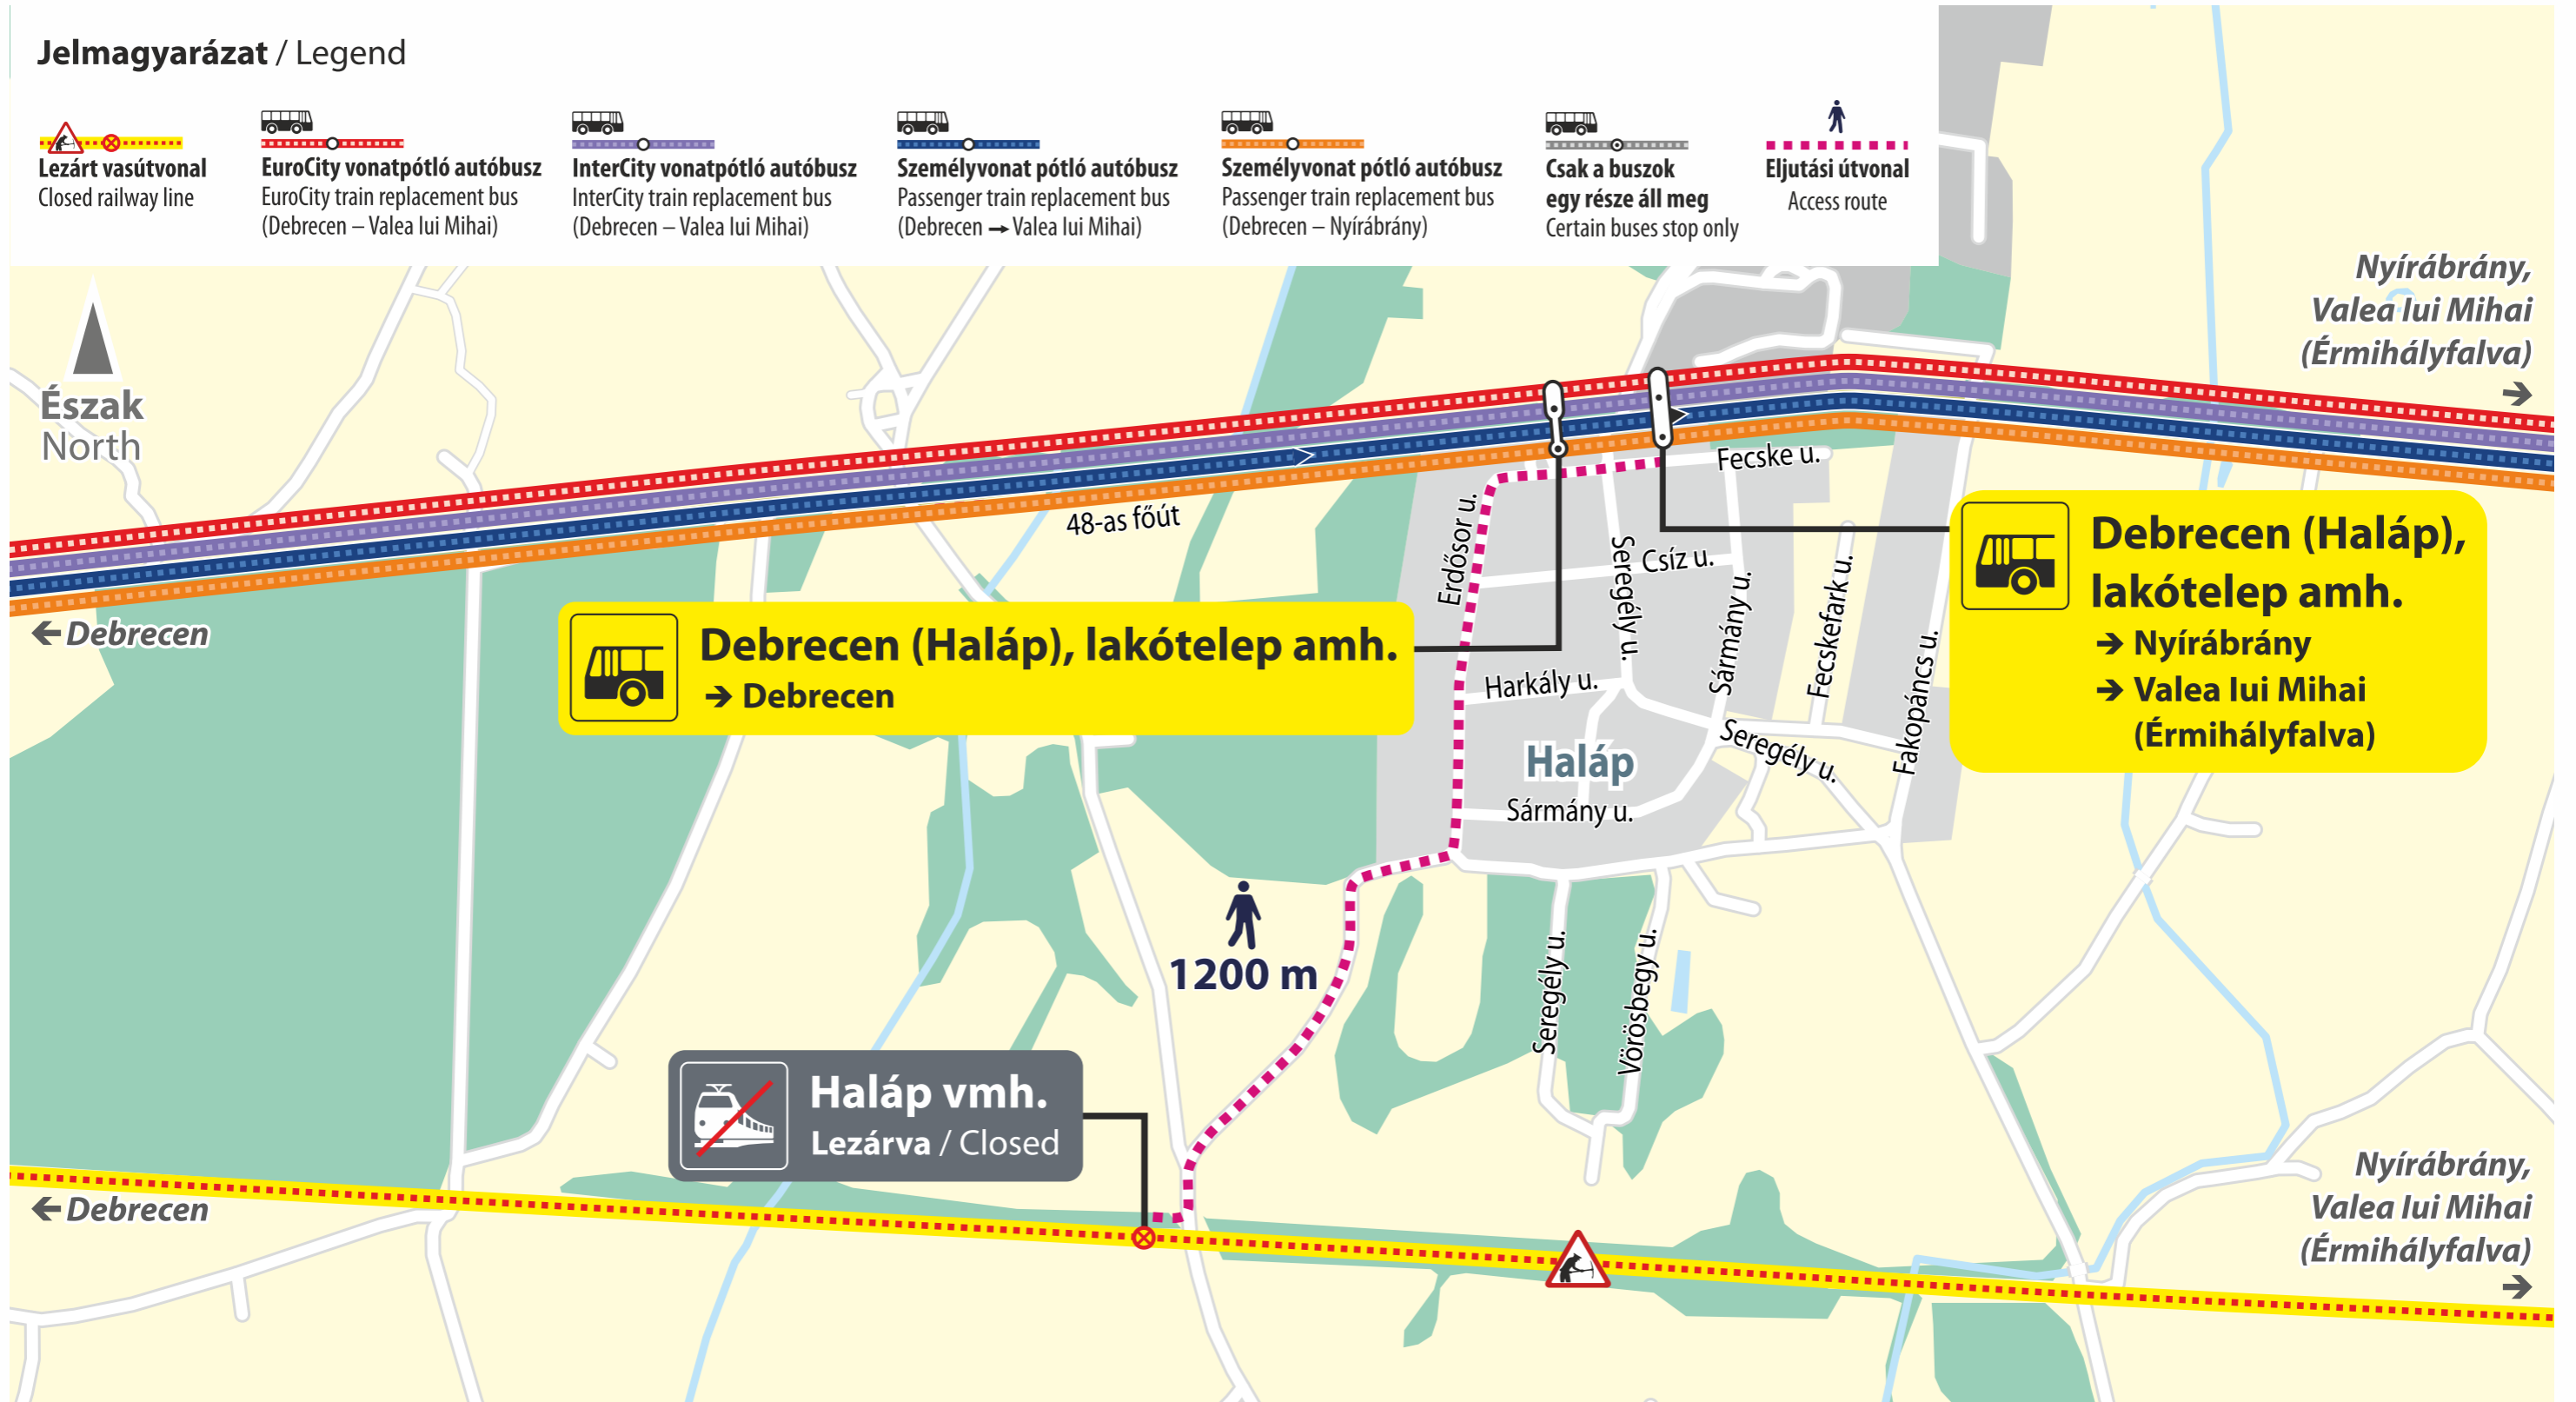 Jelmagyarázat / Legend
Lezárt vasútvonal
Closed railway line
EuroCity vonatpótló autóbusz
EuroCity train replacement bus
(Debrecen – Valea lui Mihai)
InterCity vonatpótló autóbusz
InterCity train replacement bus
(Debrecen – Valea lui Mihai)
Személyvonat pótló autóbusz
Passenger train replacement bus
(Debrecen → Valea lui Mihai)
Személyvonat pótló autóbusz
Passenger train replacement bus
(Debrecen – Nyírábrány)
Csak a buszok
egy része áll meg
Certain buses stop only
Eljutási útvonal
Access route
Észak
North
Nyírábrány,
Valea lui Mihai
(Érmihályfalva)
→
48-as főút
Fecske u.
Erdősor u.
Seregély u.
Csíz u.
Sármány u.
Fecskefark u.
Fakopáncs u.
← Debrecen
Debrecen (Haláp), lakótelep amh.
→ Debrecen
Debrecen (Haláp),
lakótelep amh.
→ Nyírábrány
→ Valea lui Mihai
(Érmihályfalva)
Harkály u.
Seregély u.
Haláp
Sármány u.
1200 m
Seregély u.
Vörösbegy u.
Haláp vmh.
Lezárva / Closed
← Debrecen
Nyírábrány,
Valea lui Mihai
(Érmihályfalva)
→